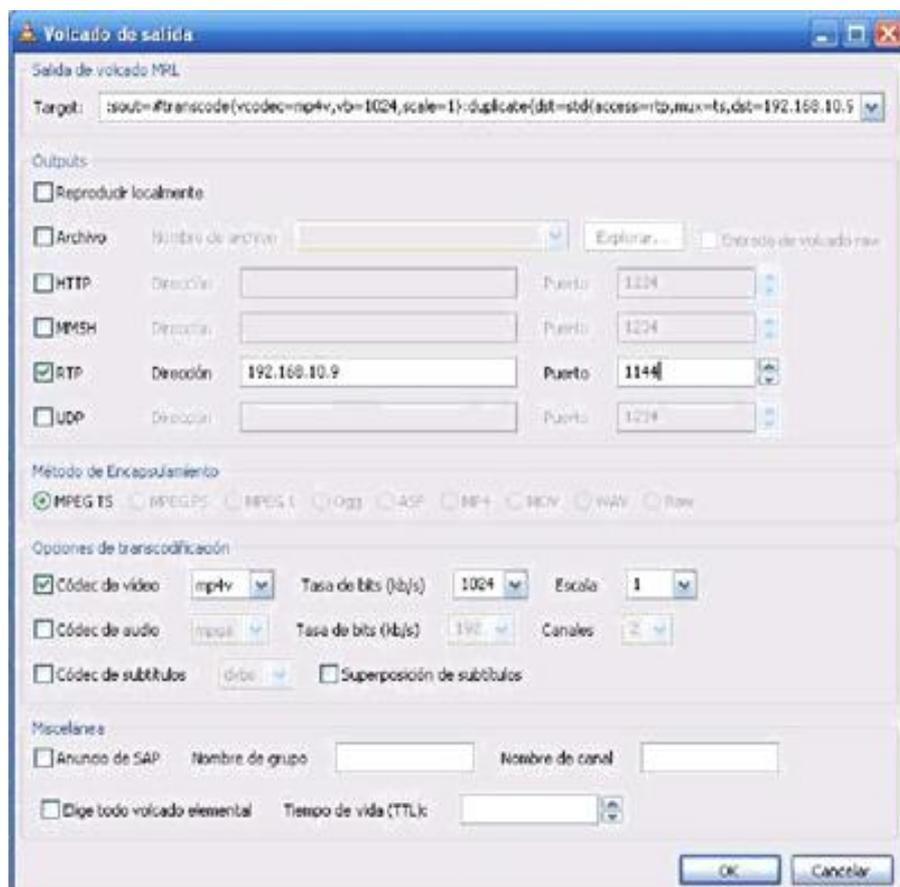 Volcado de salida
Salida de volcado MRL
Target: :sout=#transcode{vcodec=mp4v,vb=1024,scale=1}:duplicate{dst=std{access=rtp,mux=ts,dst=192.168.10.9
Outputs
Reproducir localmente
Archivo Nombre de archivo Explorar... Entrada de volcado raw
HTTP Dirección Puerto 1234
MMSH Dirección Puerto 1234
RTP Dirección 192.168.10.9 Puerto 1144
UDP Dirección Puerto 1234
Método de Encapsulamiento
MPEG TS MPEG PS MPEG 1 Ogg ASF MP4 MOV WAV Raw
Opciones de transcodificación
Códec de vídeo mp4v Tasa de bits (kb/s) 1024 Escala 1
Códec de audio mpga Tasa de bits (kb/s) 192 Canales 2
Códec de subtítulos dvbs Superposición de subtítulos
Miscelánea
Anuncio de SAP Nombre de grupo Nombre de canal
Elige todo volcado elemental Tiempo de vida (TTL):
OK Cancelar